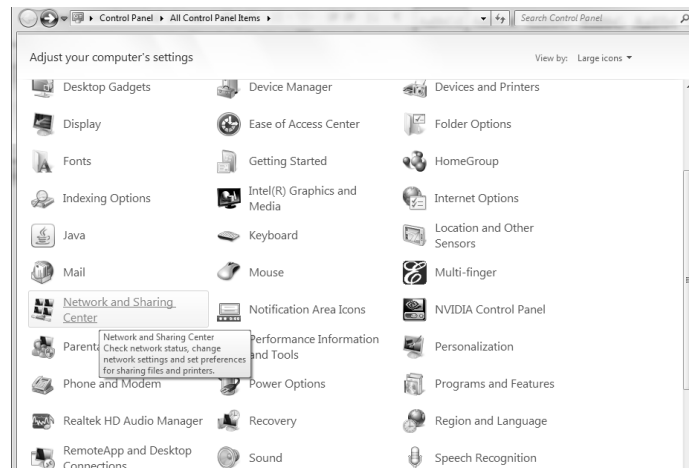 Control Panel ▸ All Control Panel Items ▸
Search Control Panel
Adjust your computer's settings
View by: Large icons ▼
Desktop Gadgets
Device Manager
Devices and Printers
Display
Ease of Access Center
Folder Options
Fonts
Getting Started
HomeGroup
Indexing Options
Intel(R) Graphics and
Media
Internet Options
Java
Keyboard
Location and Other
Sensors
Mail
Mouse
Multi-finger
Network and Sharing
Center
Notification Area Icons
NVIDIA Control Panel
Parenta
Network and Sharing Center
Check network status, change
network settings and set preferences
for sharing files and printers.
Performance Information
and Tools
Personalization
Phone and Modem
Power Options
Programs and Features
Realtek HD Audio Manager
Recovery
Region and Language
RemoteApp and Desktop
Connections
Sound
Speech Recognition